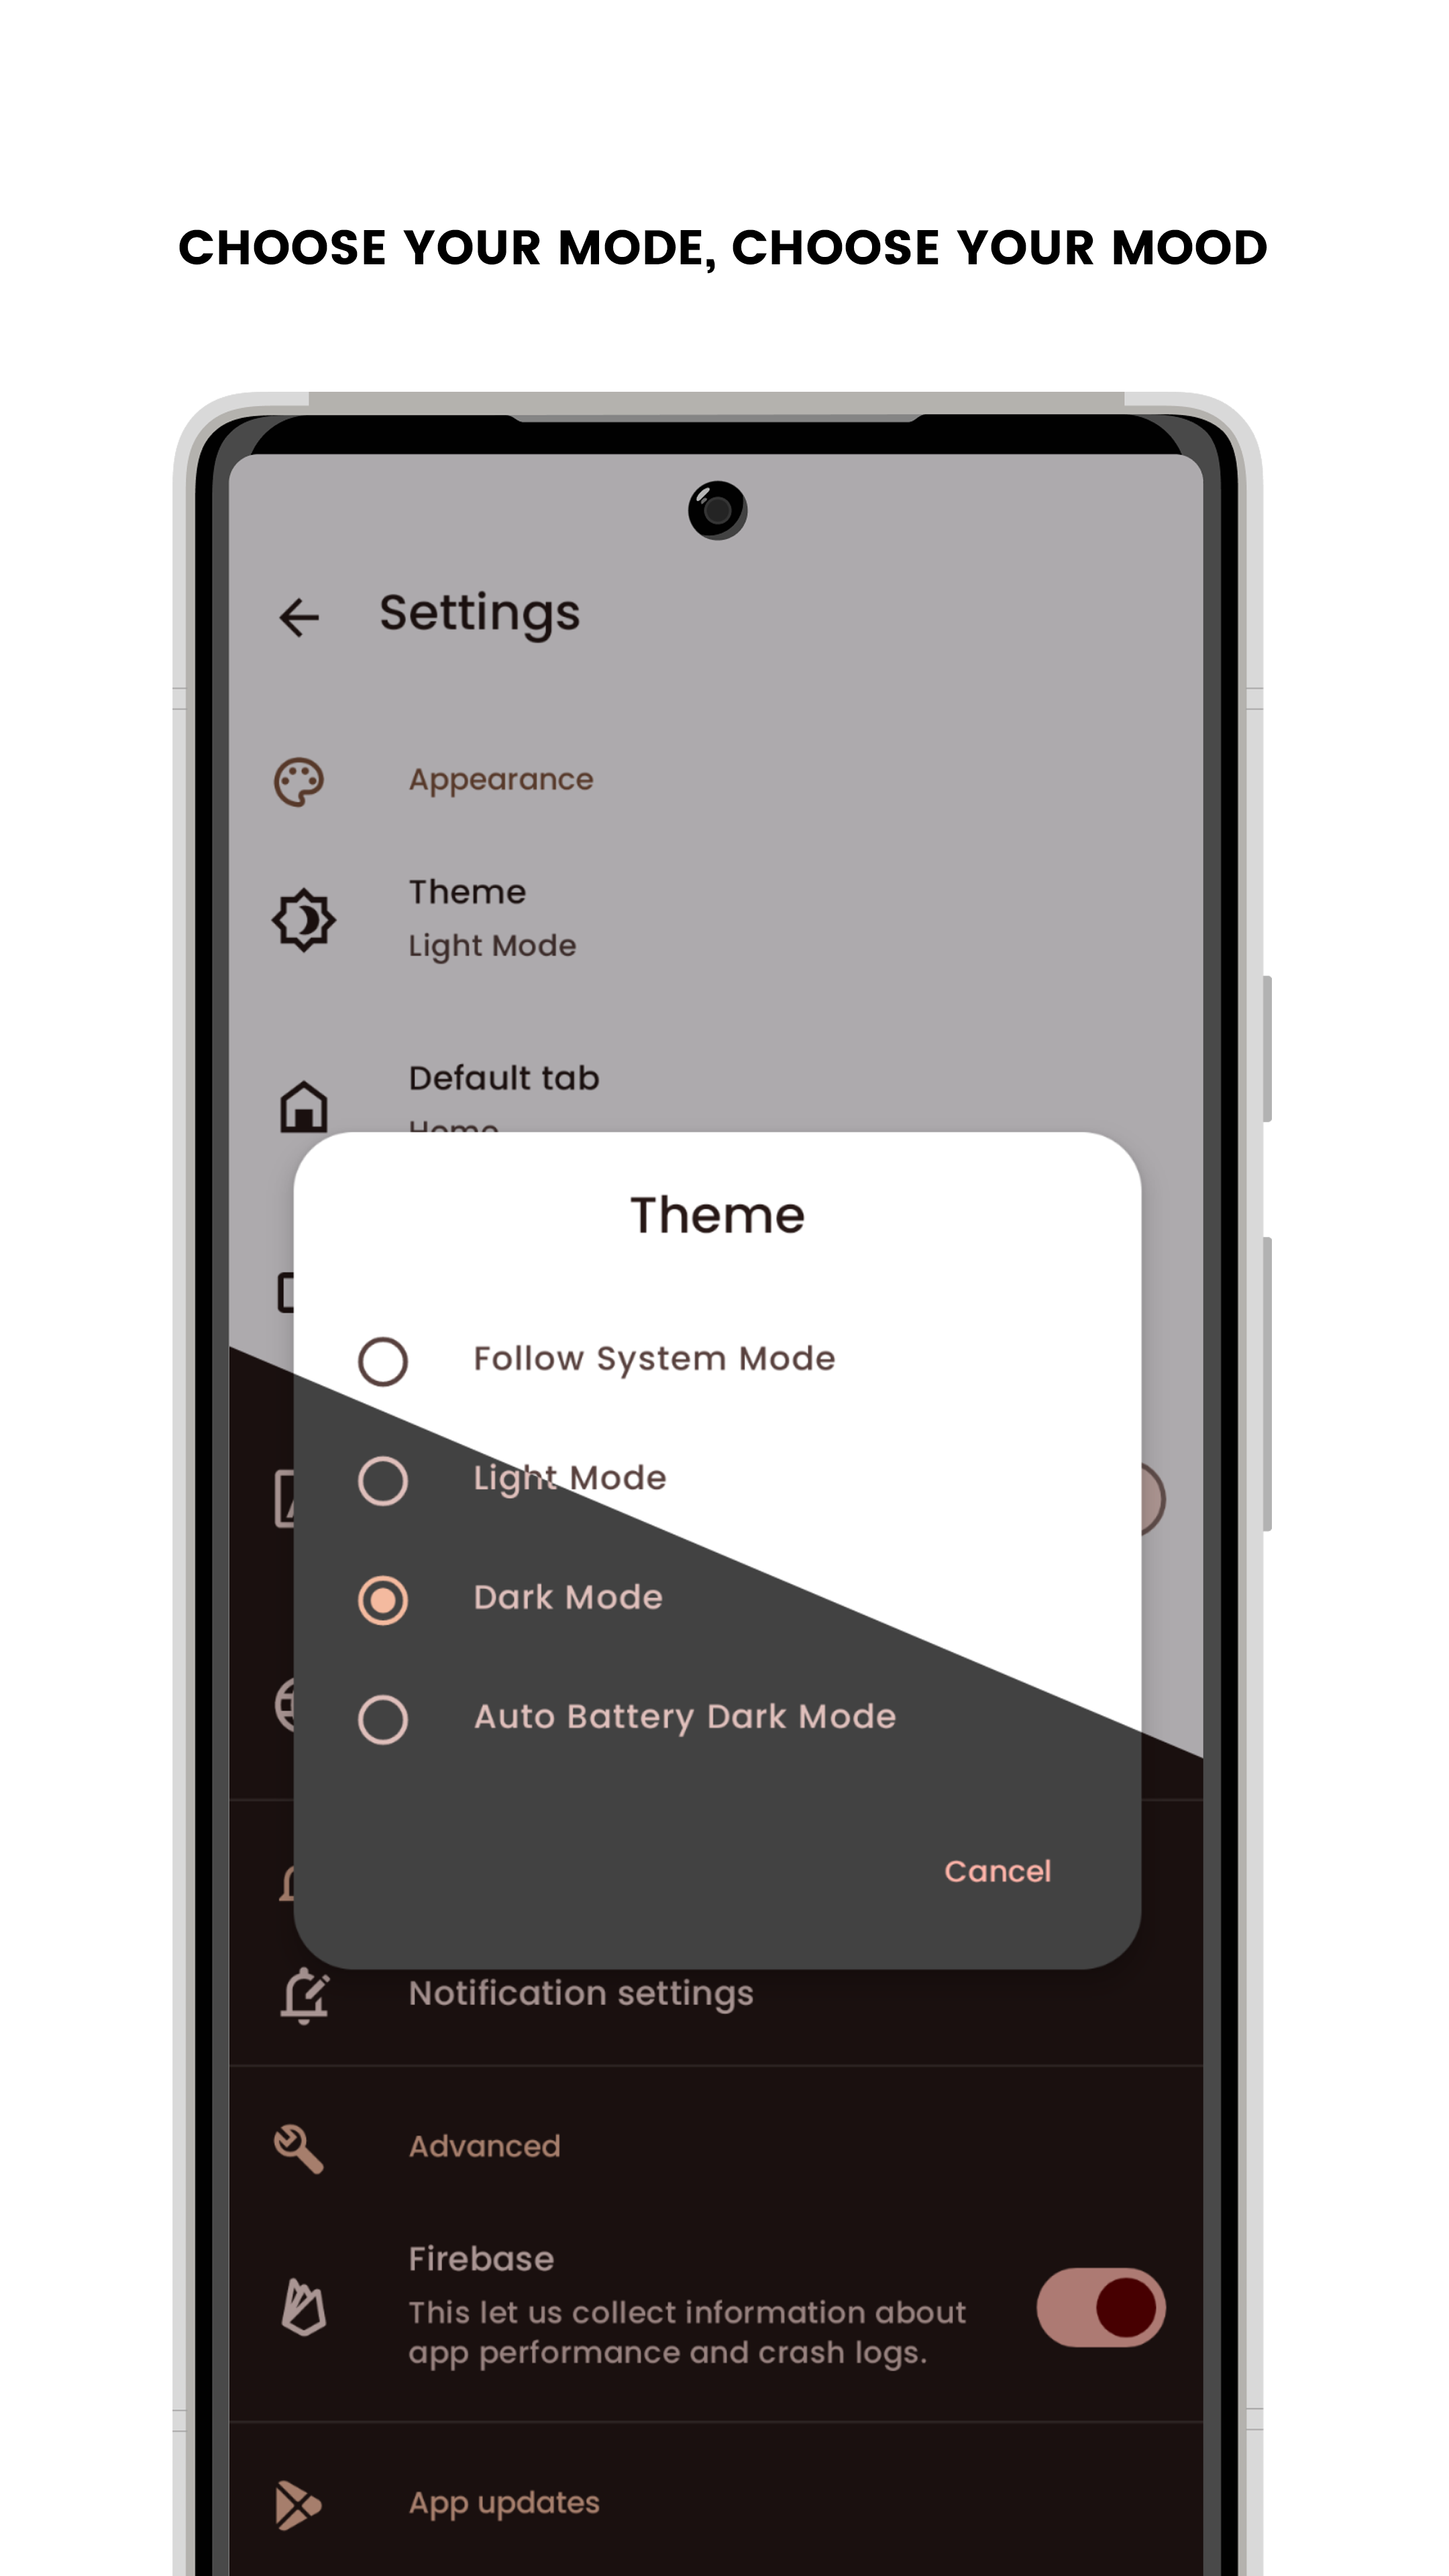 CHOOSE YOUR MODE, CHOOSE YOUR MOOD
Settings
Appearance
Theme
Light Mode
Default tab
Home
Theme
Follow System Mode
Light Mode
Dark Mode
Auto Battery Dark Mode
Cancel
Notification settings
Advanced
Firebase
This let us collect information about
app performance and crash logs.
App updates